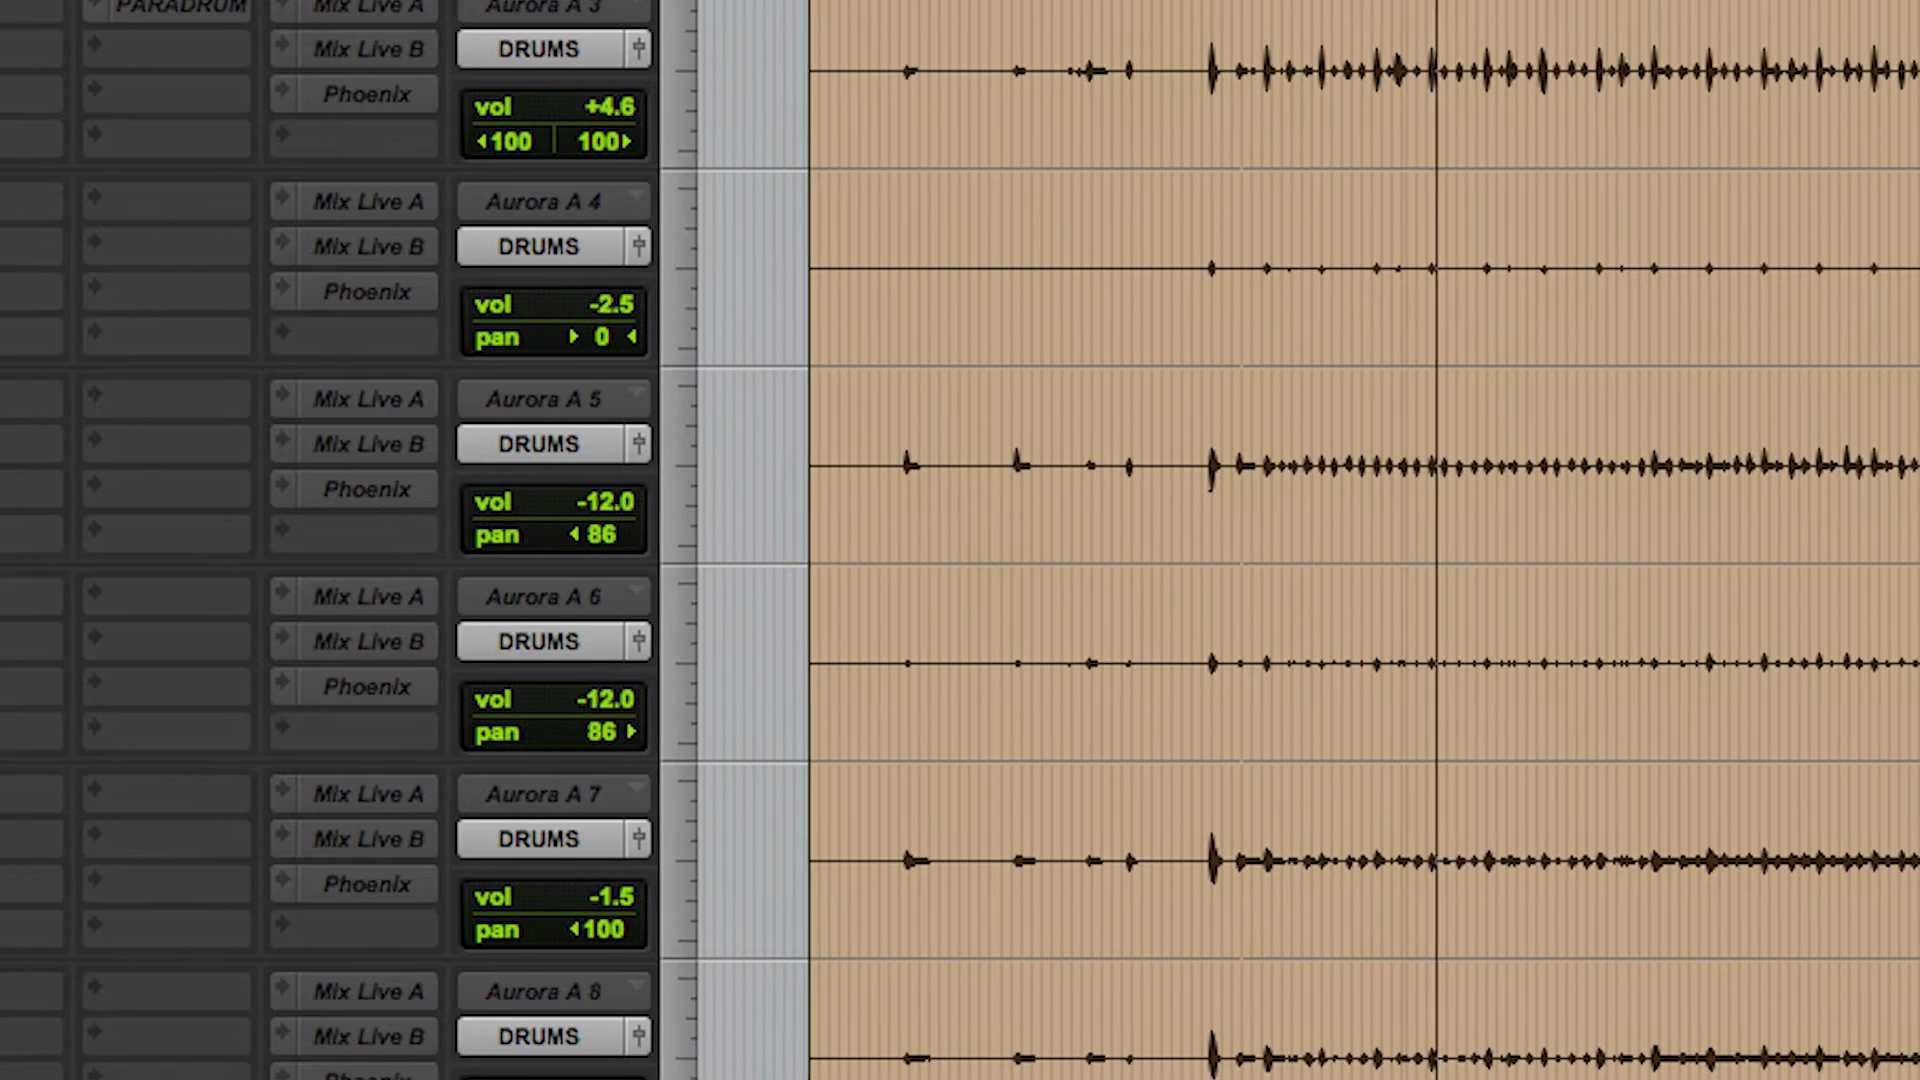 PARADRUM Mix Live A Aurora A 3
Mix Live B DRUMS
Phoenix
vol +4.6
100 100
Mix Live A Aurora A 4
Mix Live B DRUMS
Phoenix
vol -2.5
pan 0
Mix Live A Aurora A 5
Mix Live B DRUMS
Phoenix
vol -12.0
pan 86
Mix Live A Aurora A 6
Mix Live B DRUMS
Phoenix
vol -12.0
pan 86
Mix Live A Aurora A 7
Mix Live B DRUMS
Phoenix
vol -1.5
pan 100
Mix Live A Aurora A 8
Mix Live B DRUMS
Phoenix